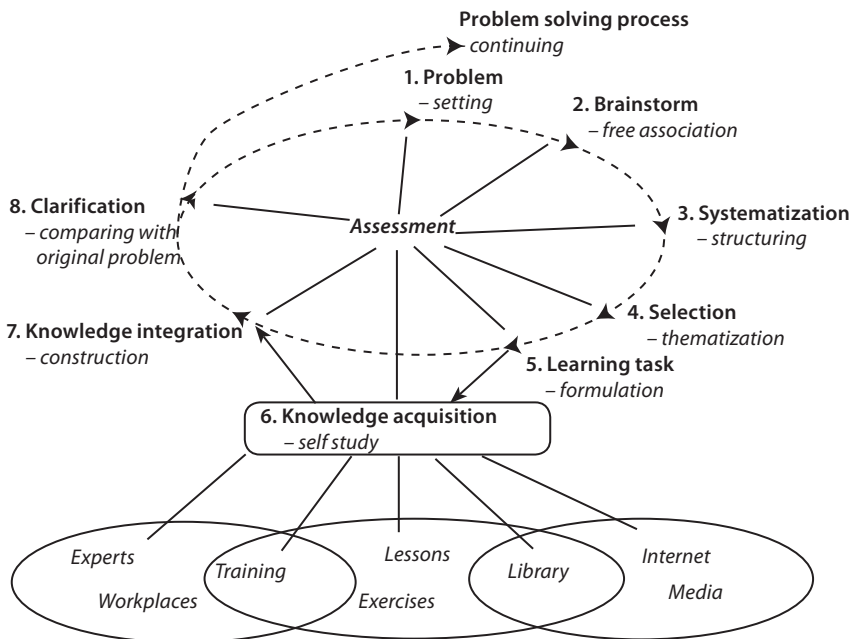 Problem solving process
continuing
1. Problem
– setting
2. Brainstorm
– free association
8. Clarification
– comparing with
original problem
Assessment
3. Systematization
– structuring
7. Knowledge integration
– construction
4. Selection
– thematization
5. Learning task
– formulation
6. Knowledge acquisition
– self study
Experts
Workplaces
Training
Lessons
Exercises
Library
Internet
Media